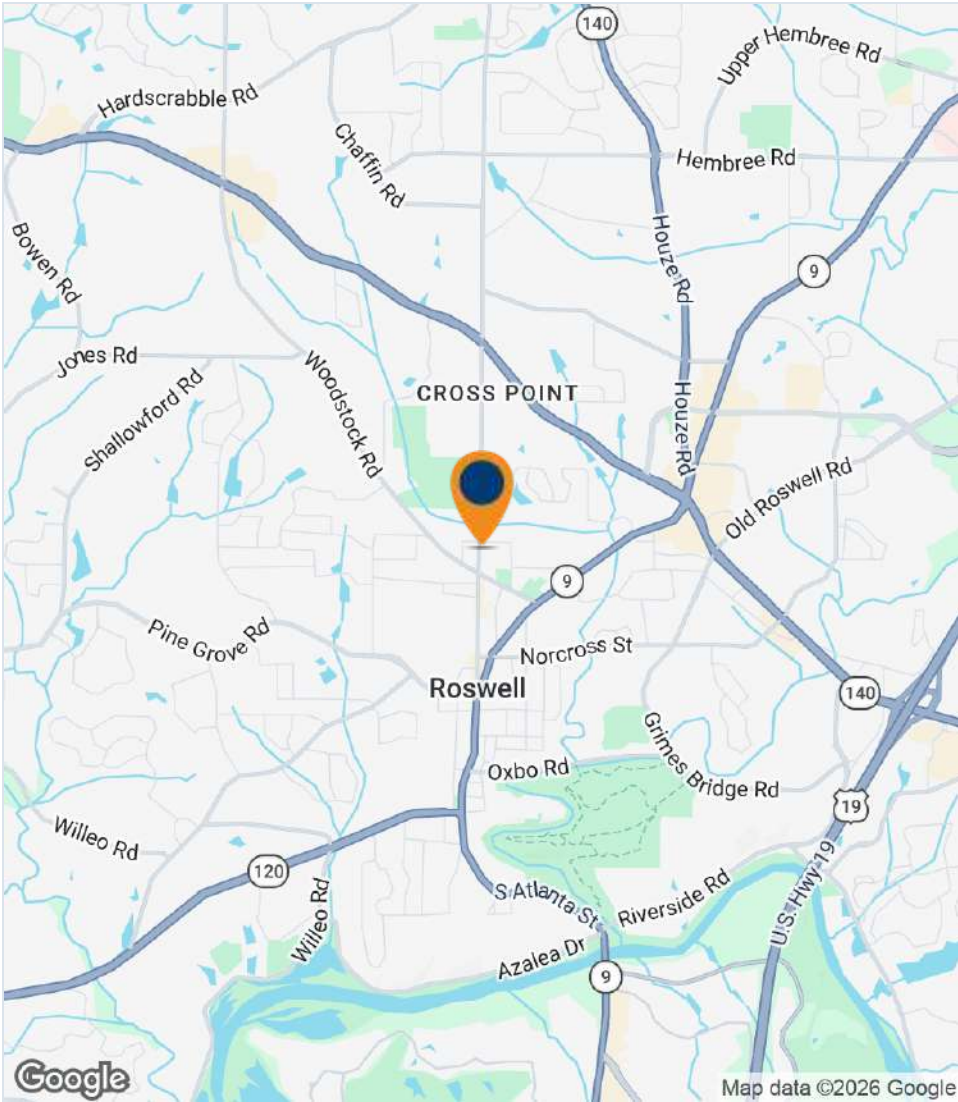 140
Upper Hembree Rd
Hardscrabble Rd
Chaffin Rd
Hembree Rd
Bowen Rd
Houze Rd
9
Jones Rd
Woodstock Rd
Shallowford Rd
CROSS POINT
Houze Rd
Old Roswell Rd
9
Pine Grove Rd
Norcross St
Roswell
140
Grimes Bridge Rd
Oxbo Rd
19
Willeo Rd
120
U.S. Hwy 19
S Atlanta St
Riverside Rd
Willeo Rd
Azalea Dr
9
Google
Map data ©2026 Google